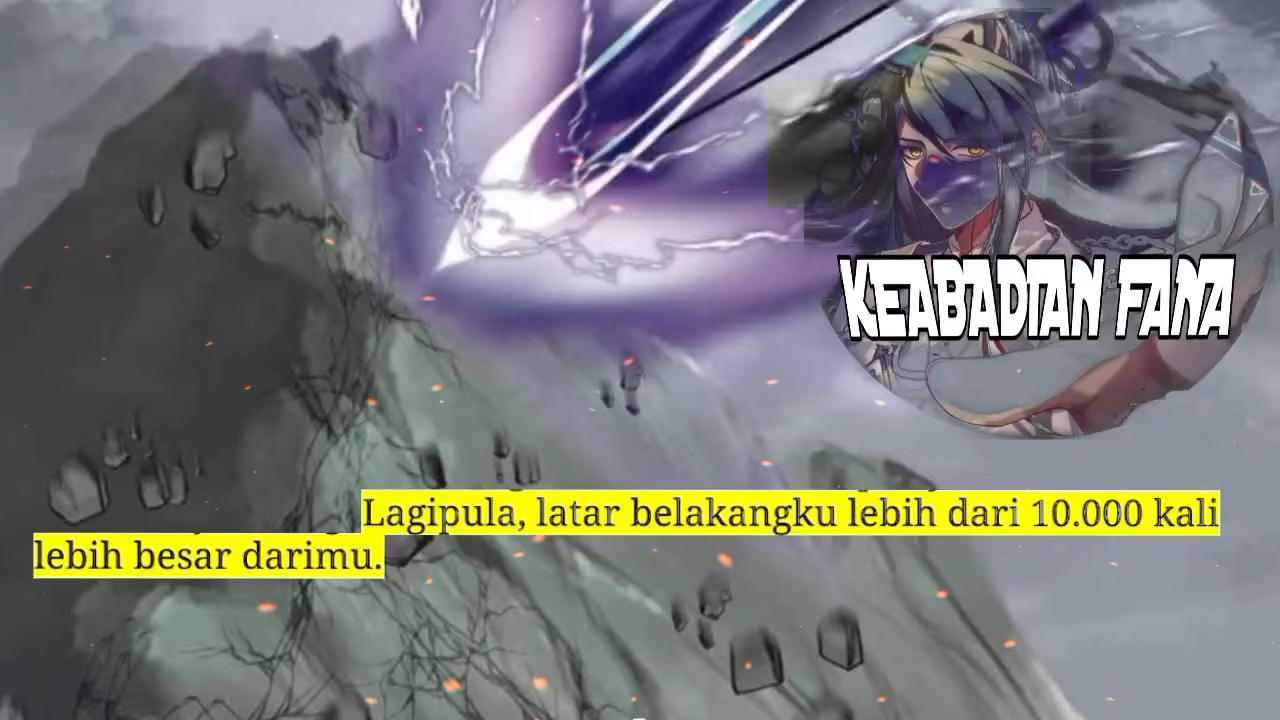 KEABADIAN FANA
Lagipula, latar belakangku lebih dari 10.000 kali
lebih besar darimu.